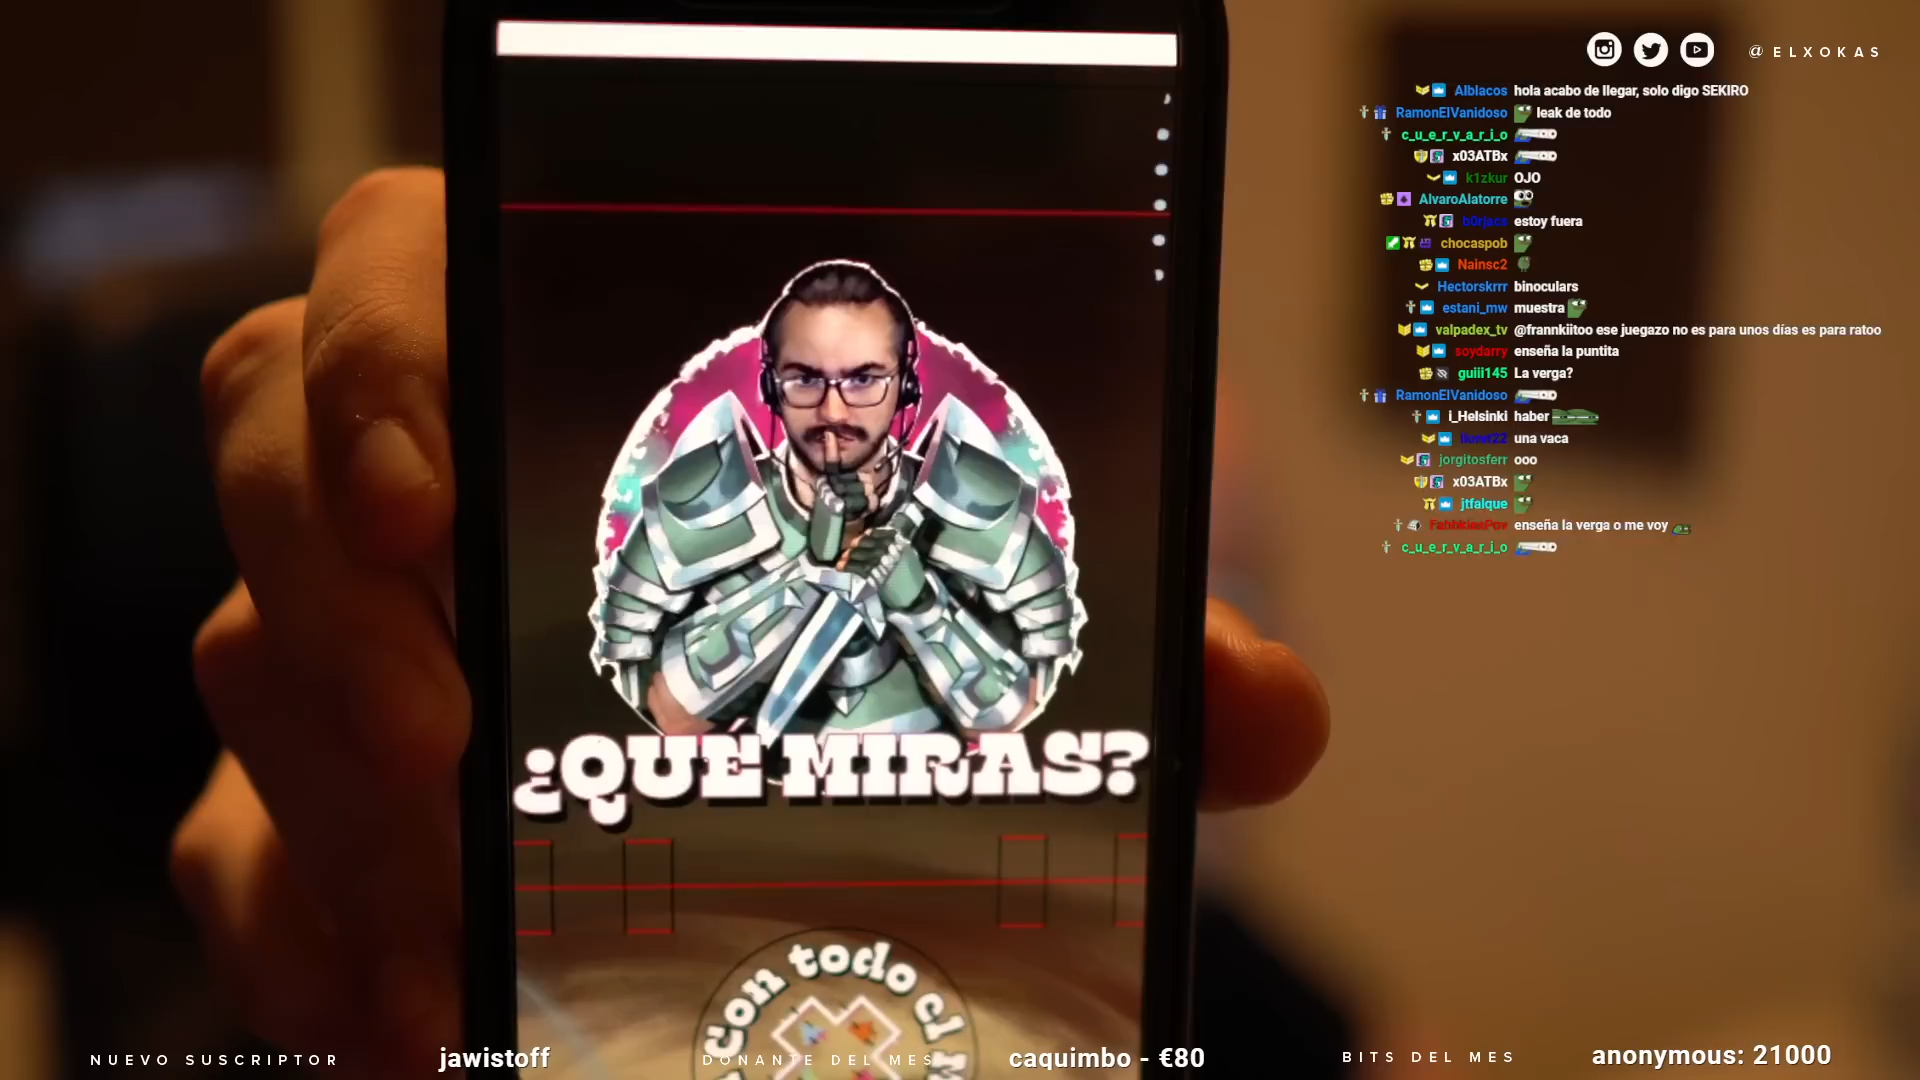 @ELXOKAS
Alblacos hola acabo de llegar, solo digo SEKIRO
RamonElVanidoso leak de todo
c_u_e_r_v_a_r_i_o
x03ATBx
k1zkur OJO
AlvaroAlatorre
b0rjacs estoy fuera
chocaspob
Nainsc2
Hectorskrrr binoculars
estani_mw muestra
valpadex_tv @frannkiitoo ese juegazo no es para unos días es para ratoo
soydarry enseña la puntita
guiii145 La verga?
RamonElVanidoso
i_Helsinki haber
una vaca
jorgitosferr ooo
x03ATBx
jtfalque
enseña la verga o me voy
c_u_e_r_v_a_r_i_o
¿QUÉ MIRAS?
con todo el
NUEVO SUSCRIPTOR jawistoff DONANTE DEL MES caquimbo - €80 BITS DEL MES anonymous: 21000